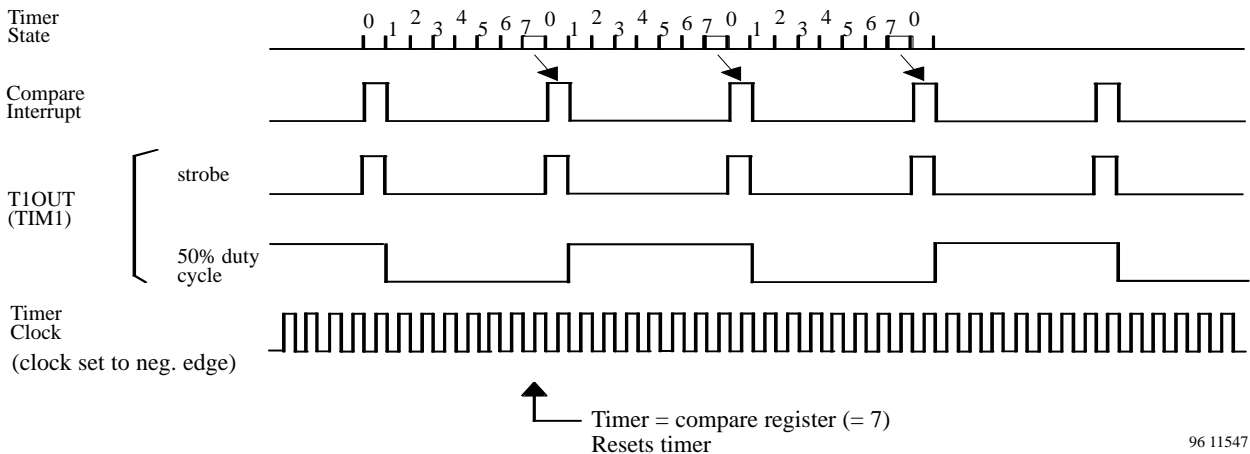 Timer
State
0 1 2 3 4 5 6 7 0 1 2 3 4 5 6 7 0 1 2 3 4 5 6 7 0
Compare
Interrupt
T1OUT
(TIM1)
strobe
50% duty
cycle
Timer
Clock
(clock set to neg. edge)
Timer = compare register (= 7)
Resets timer
96 11547